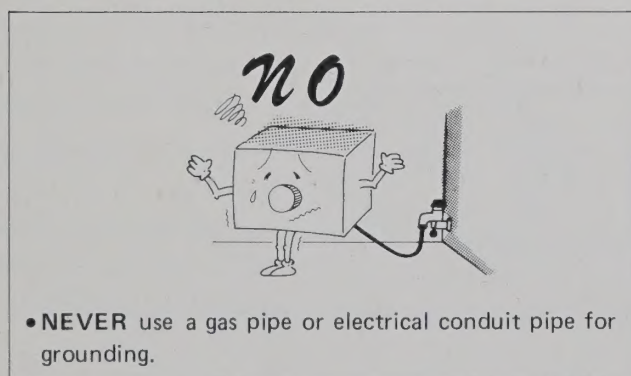 NO
• NEVER use a gas pipe or electrical conduit pipe for
grounding.